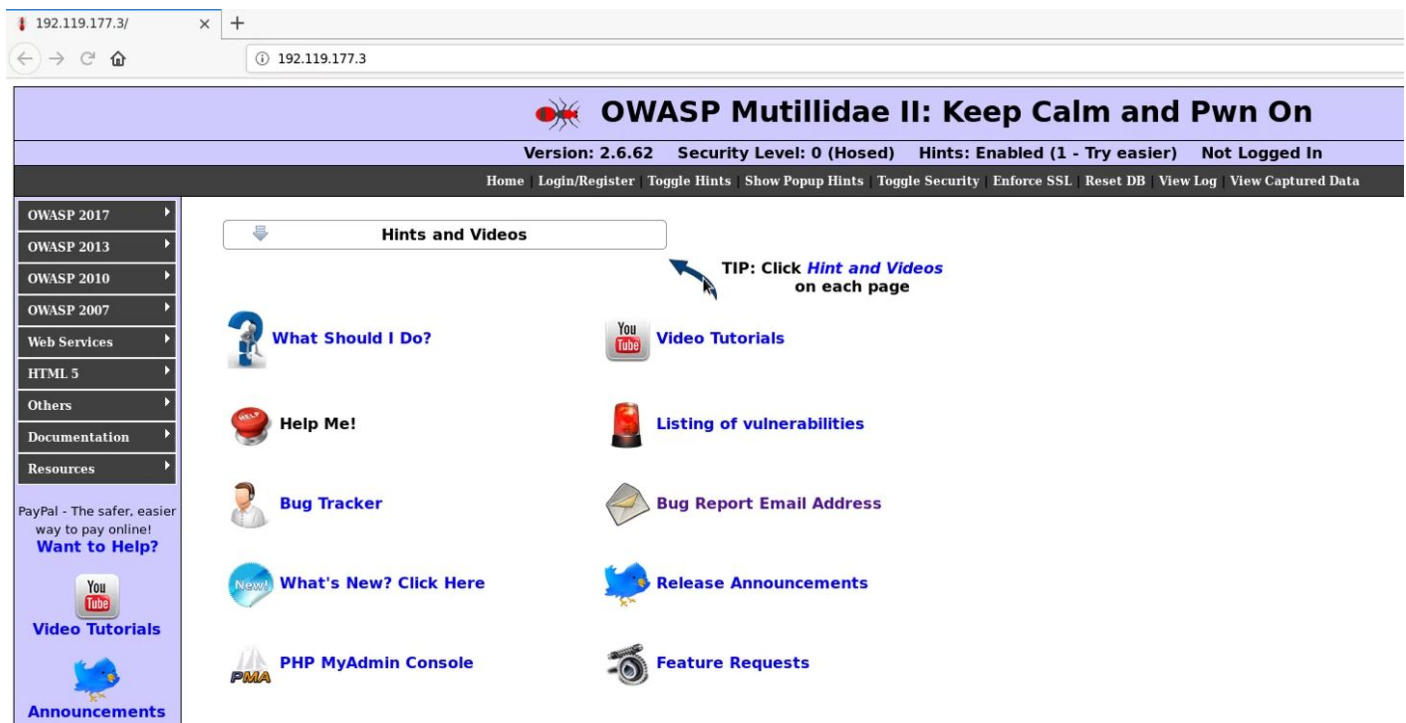 192.119.177.3/
192.119.177.3
OWASP Mutillidae II: Keep Calm and Pwn On
Version: 2.6.62 Security Level: 0 (Hosed) Hints: Enabled (1 - Try easier) Not Logged In
Home | Login/Register | Toggle Hints | Show Popup Hints | Toggle Security | Enforce SSL | Reset DB | View Log | View Captured Data
OWASP 2017
OWASP 2013
OWASP 2010
OWASP 2007
Web Services
HTML 5
Others
Documentation
Resources
PayPal - The safer, easier
way to pay online!
Want to Help?
You
Tube
Video Tutorials
Announcements
Hints and Videos
TIP: Click Hint and Videos
on each page
What Should I Do?
You
Tube
Video Tutorials
HELP
Help Me!
Listing of vulnerabilities
Bug Tracker
Bug Report Email Address
New!
What's New? Click Here
Release Announcements
PMA
PHP MyAdmin Console
Feature Requests